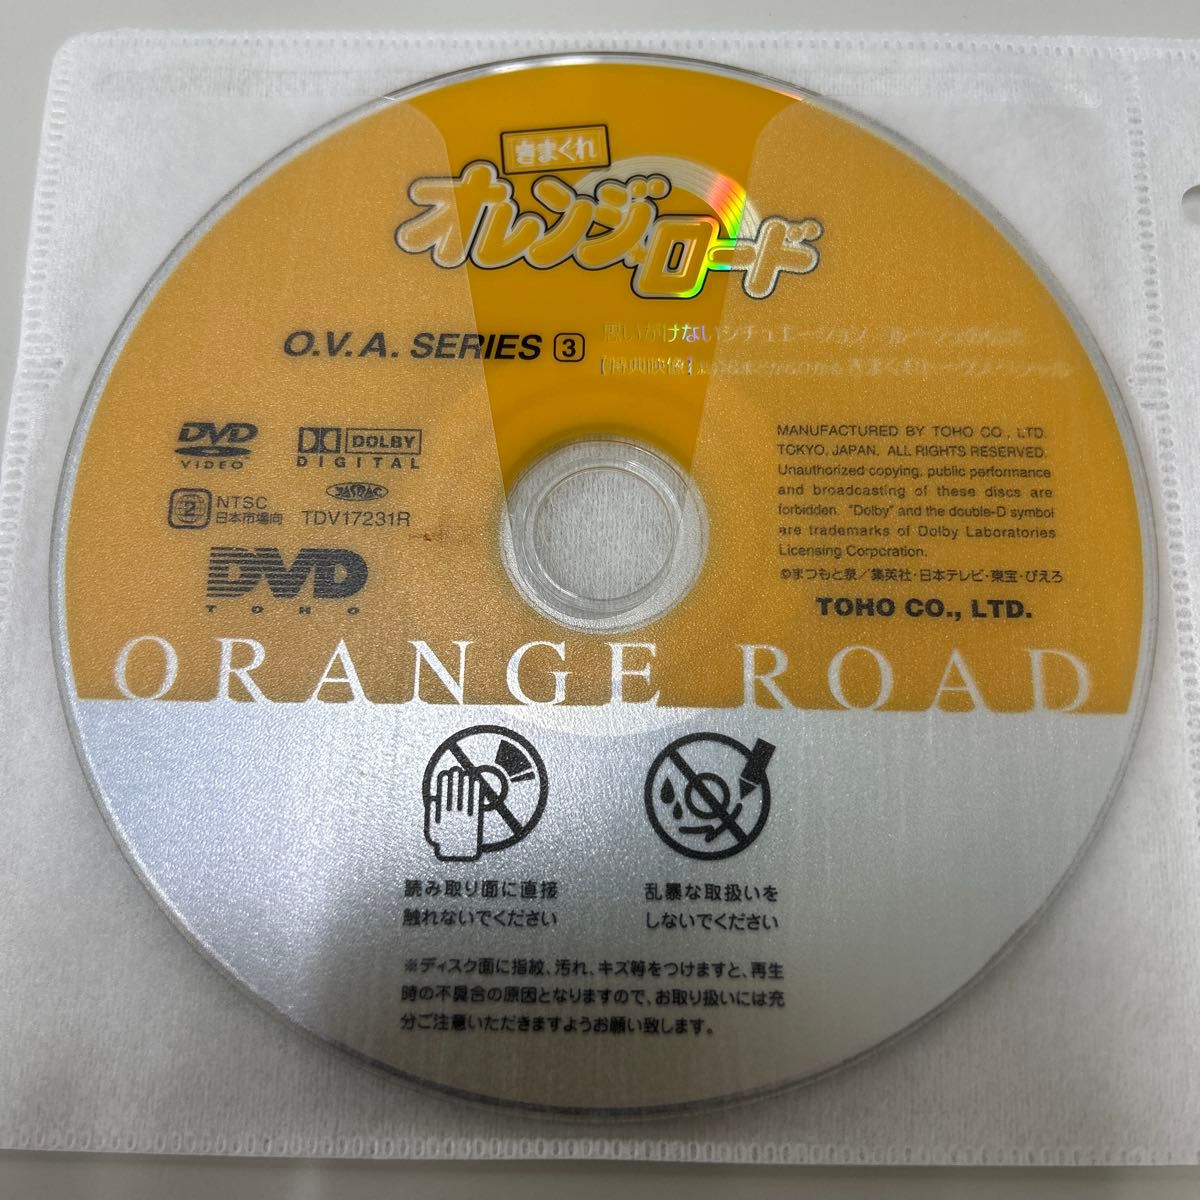 きまぐれ
オレンジ☆ロード
O.V.A. SERIES 3
思いがけないシチュエーション
【特典映像】
DVD
VIDEO
DOLBY
DIGITAL
2
NTSC
日本市場向
JASRAC
TDV17231R
DVD
TOHO
MANUFACTURED BY TOHO CO., LTD.
TOKYO, JAPAN. ALL RIGHTS RESERVED.
Unauthorized copying, public performance
and broadcasting of these discs are
forbidden. "Dolby" and the double-D symbol
are trademarks of Dolby Laboratories
Licensing Corporation.
©まつもと泉／集英社・日本テレビ・東宝・ぴえろ
TOHO CO., LTD.
ORANGE ROAD
読み取り面に直接
触れないでください
乱暴な取扱いを
しないでください
※ディスク面に指紋、汚れ、キズ等をつけますと、再生
時の不具合の原因となりますので、お取り扱いには充
分ご注意いただきますようお願い致します。